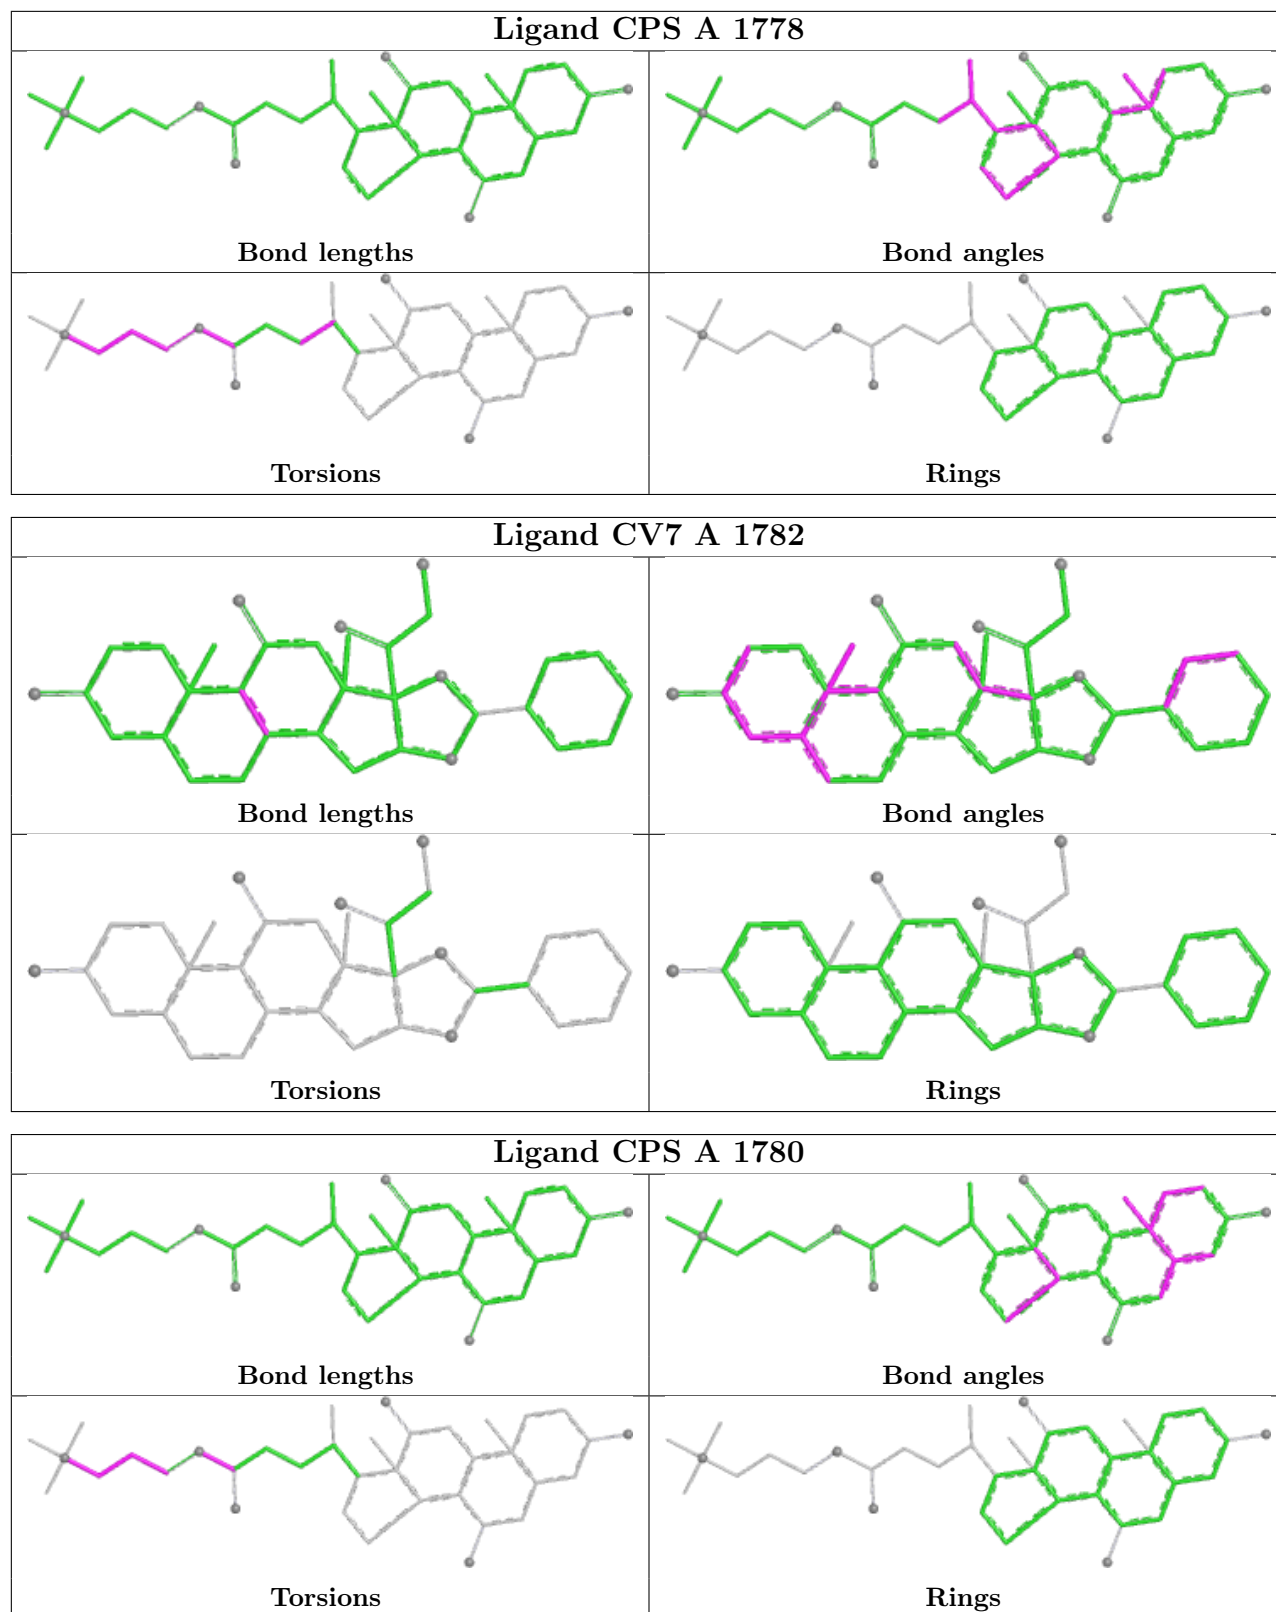 Ligand CPS A 1778
Bond lengths
Bond angles
Torsions
Rings
Ligand CV7 A 1782
Bond lengths
Bond angles
Torsions
Rings
Ligand CPS A 1780
Bond lengths
Bond angles
Torsions
Rings